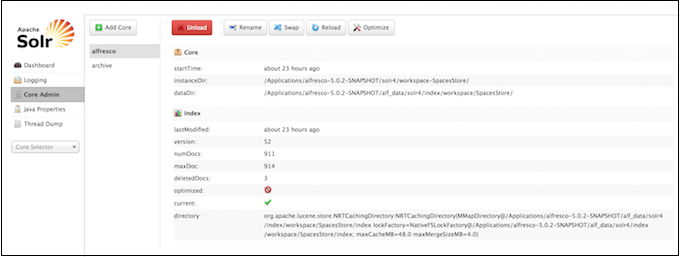 Apache
Solr
Dashboard
Logging
Core Admin
Java Properties
Thread Dump
Core Selector
Add Core
alfresco
archive
Unload Rename Swap Reload Optimize
Core
startTime: about 23 hours ago
instanceDir: /Applications/alfresco-5.0.2-SNAPSHOT/solr4/workspace-SpacesStore/
dataDir: /Applications/alfresco-5.0.2-SNAPSHOT/alf_data/solr4/index/workspace/SpacesStore/
Index
lastModified: about 23 hours ago
version: 52
numDocs: 911
maxDoc: 914
deletedDocs: 3
optimized:
current:
directory: org.apache.lucene.store.NRTCachingDirectory:NRTCachingDirectory(MMapDirectory@/Applications/alfresco-5.0.2-SNAPSHOT/alf_data/solr4
/index/workspace/SpacesStore/index lockFactory=NativeFSLockFactory@/Applications/alfresco-5.0.2-SNAPSHOT/alf_data/solr4/index
/workspace/SpacesStore/index; maxCacheMB=48.0 maxMergeSizeMB=4.0)